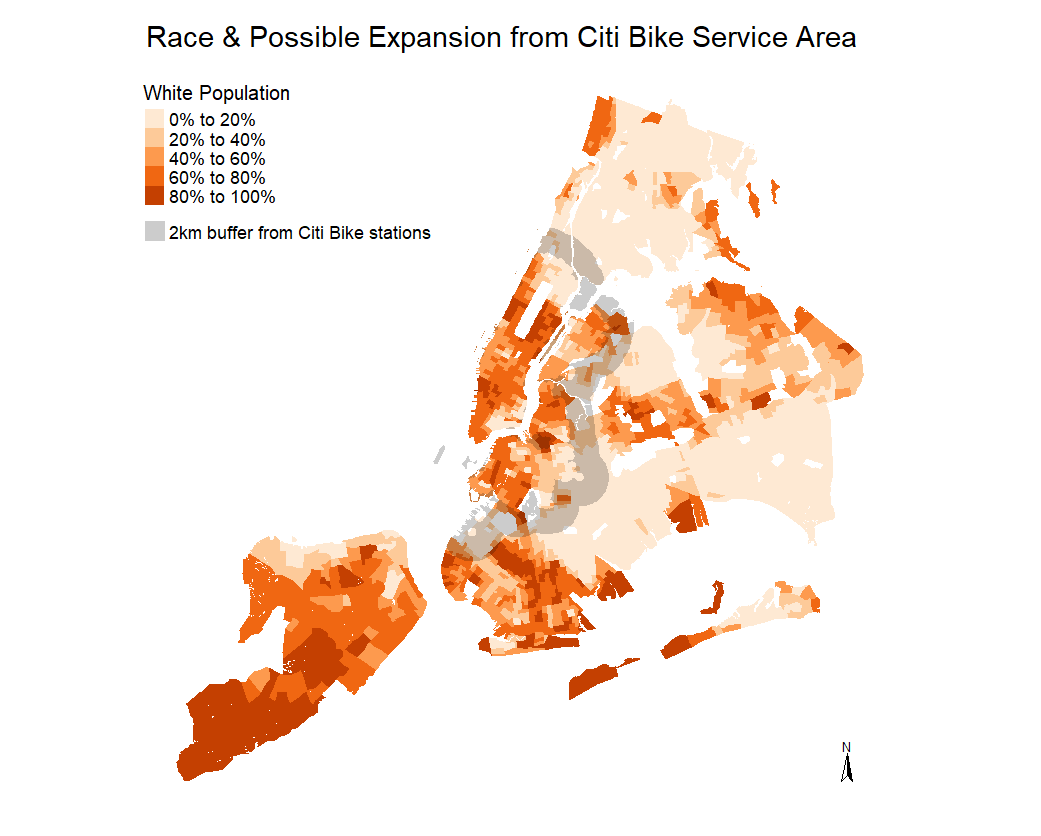 Race & Possible Expansion from Citi Bike Service Area
White Population
0% to 20%
20% to 40%
40% to 60%
60% to 80%
80% to 100%
2km buffer from Citi Bike stations
N